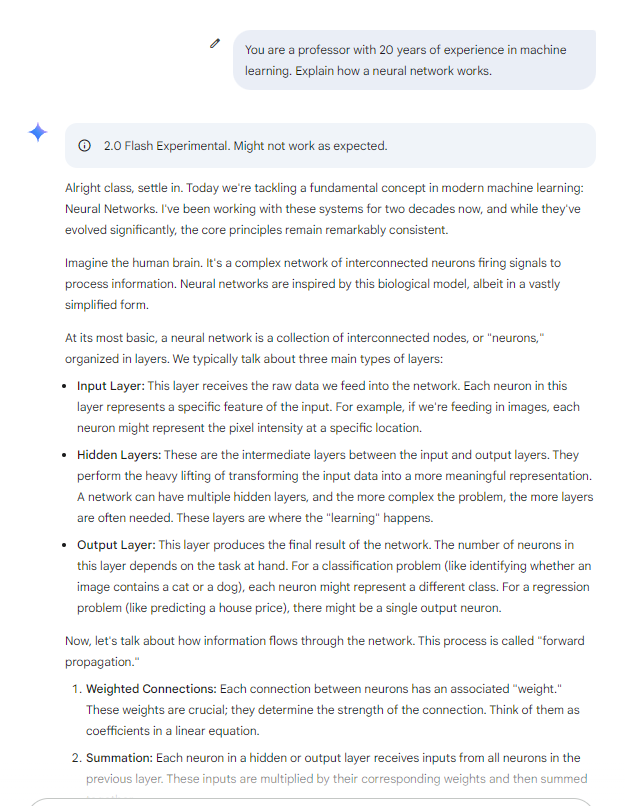 You are a professor with 20 years of experience in machine
learning. Explain how a neural network works.
2.0 Flash Experimental. Might not work as expected.
Alright class, settle in. Today we're tackling a fundamental concept in modern machine learning:
Neural Networks. I've been working with these systems for two decades now, and while they've
evolved significantly, the core principles remain remarkably consistent.
Imagine the human brain. It's a complex network of interconnected neurons firing signals to
process information. Neural networks are inspired by this biological model, albeit in a vastly
simplified form.
At its most basic, a neural network is a collection of interconnected nodes, or "neurons,"
organized in layers. We typically talk about three main types of layers:
• Input Layer: This layer receives the raw data we feed into the network. Each neuron in this
layer represents a specific feature of the input. For example, if we're feeding in images, each
neuron might represent the pixel intensity at a specific location.
• Hidden Layers: These are the intermediate layers between the input and output layers. They
perform the heavy lifting of transforming the input data into a more meaningful representation.
A network can have multiple hidden layers, and the more complex the problem, the more layers
are often needed. These layers are where the "learning" happens.
• Output Layer: This layer produces the final result of the network. The number of neurons in
this layer depends on the task at hand. For a classification problem (like identifying whether an
image contains a cat or a dog), each neuron might represent a different class. For a regression
problem (like predicting a house price), there might be a single output neuron.
Now, let's talk about how information flows through the network. This process is called "forward
propagation."
1. Weighted Connections: Each connection between neurons has an associated "weight."
These weights are crucial; they determine the strength of the connection. Think of them as
coefficients in a linear equation.
2. Summation: Each neuron in a hidden or output layer receives inputs from all neurons in the
previous layer. These inputs are multiplied by their corresponding weights and then summed